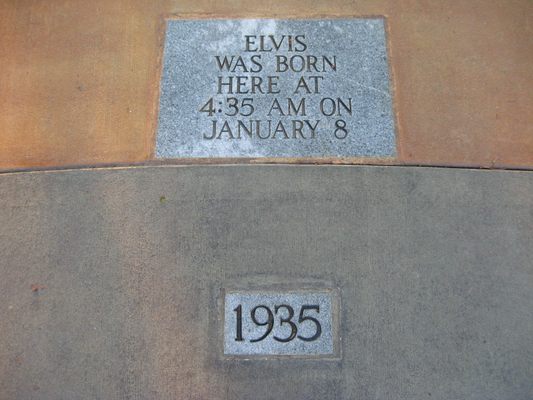 ELVIS
WAS BORN
HERE AT
4:35 AM ON
JANUARY 8
1935